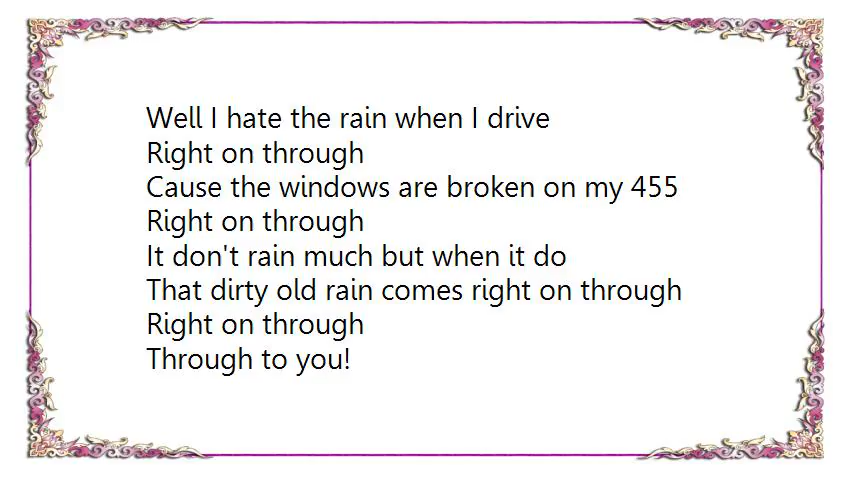 Well I hate the rain when I drive
Right on through
Cause the windows are broken on my 455
Right on through
It don't rain much but when it do
That dirty old rain comes right on through
Right on through
Through to you!